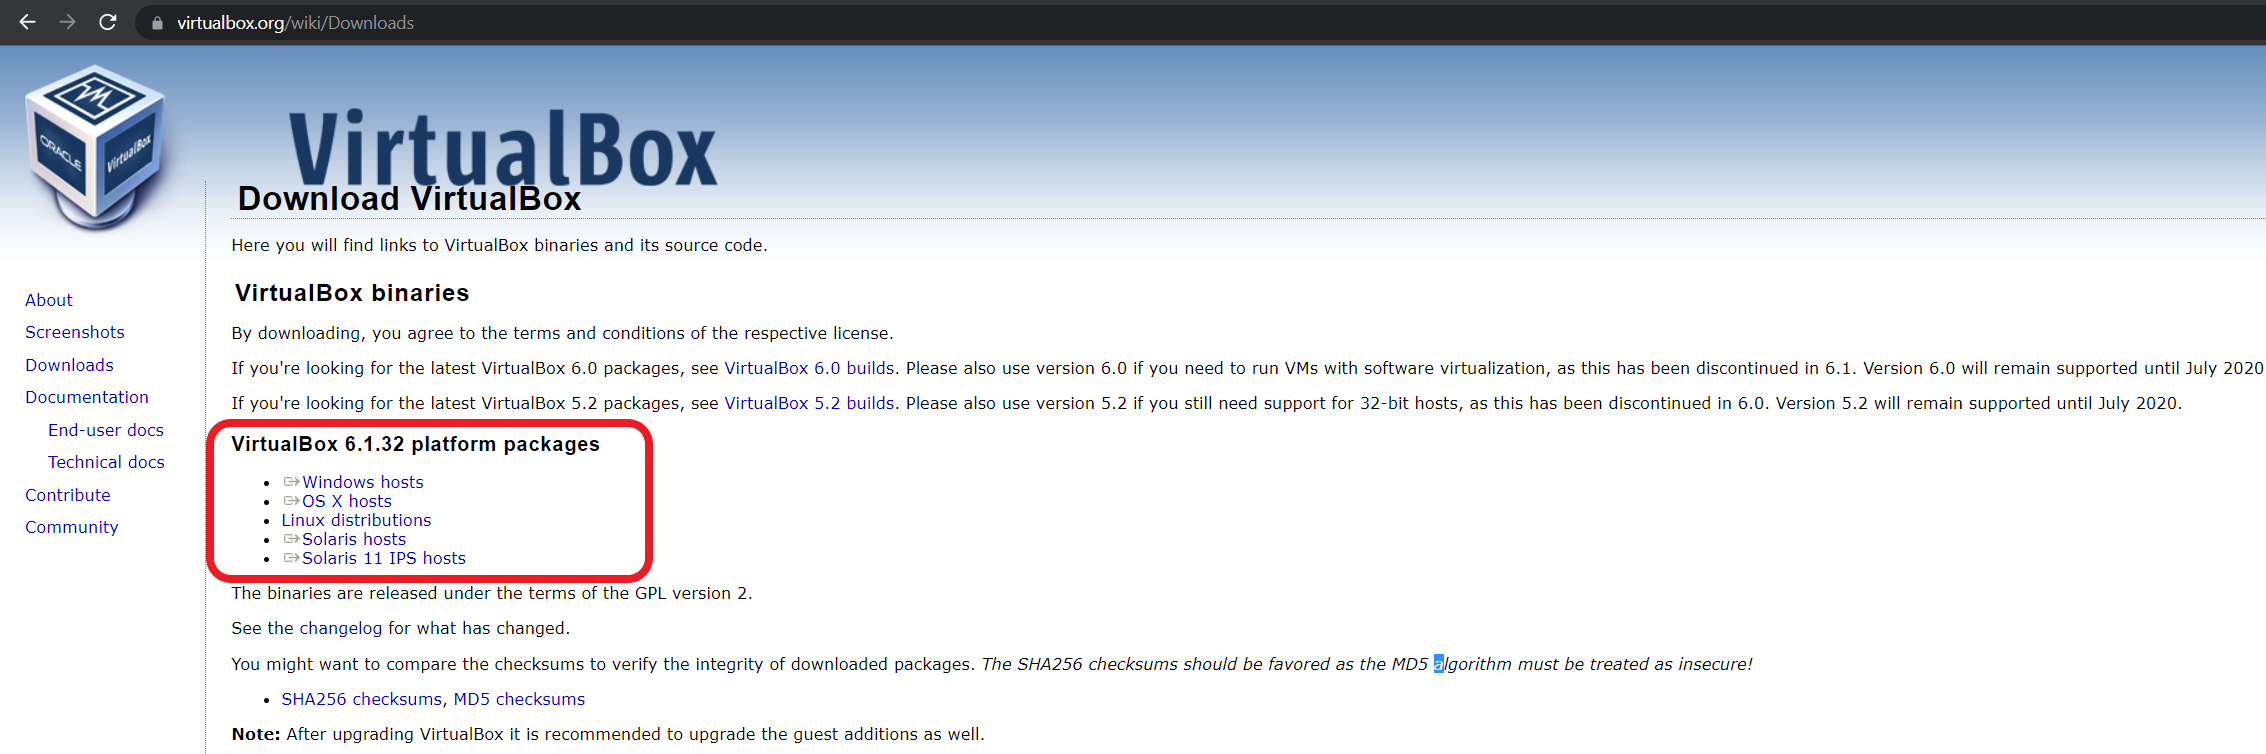 virtualbox.org/wiki/Downloads
ORACLE
VirtualBox
VirtualBox
Download VirtualBox
Here you will find links to VirtualBox binaries and its source code.
About
Screenshots
Downloads
Documentation
End-user docs
Technical docs
Contribute
Community
VirtualBox binaries
By downloading, you agree to the terms and conditions of the respective license.
If you're looking for the latest VirtualBox 6.0 packages, see VirtualBox 6.0 builds. Please also use version 6.0 if you need to run VMs with software virtualization, as this has been discontinued in 6.1. Version 6.0 will remain supported until July 2020
If you're looking for the latest VirtualBox 5.2 packages, see VirtualBox 5.2 builds. Please also use version 5.2 if you still need support for 32-bit hosts, as this has been discontinued in 6.0. Version 5.2 will remain supported until July 2020.
VirtualBox 6.1.32 platform packages
Windows hosts
OS X hosts
Linux distributions
Solaris hosts
Solaris 11 IPS hosts
The binaries are released under the terms of the GPL version 2.
See the changelog for what has changed.
You might want to compare the checksums to verify the integrity of downloaded packages. The SHA256 checksums should be favored as the MD5 algorithm must be treated as insecure!
SHA256 checksums, MD5 checksums
Note: After upgrading VirtualBox it is recommended to upgrade the guest additions as well.